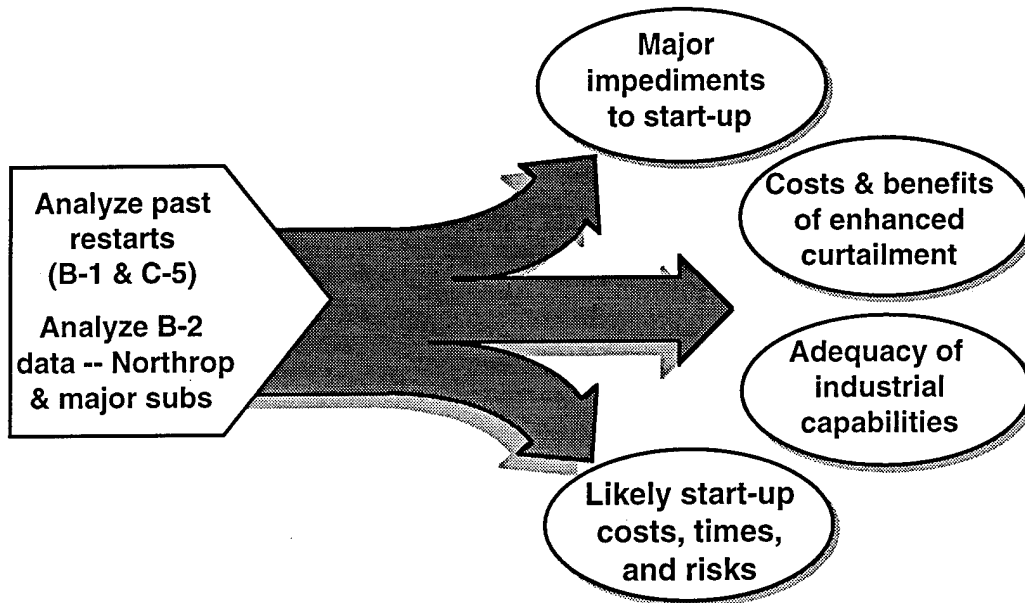 Analyze past
restarts
(B-1 & C-5)
Analyze B-2
data -- Northrop
& major subs
Major
impediments
to start-up
Costs & benefits
of enhanced
curtailment
Adequacy of
industrial
capabilities
Likely start-up
costs, times,
and risks